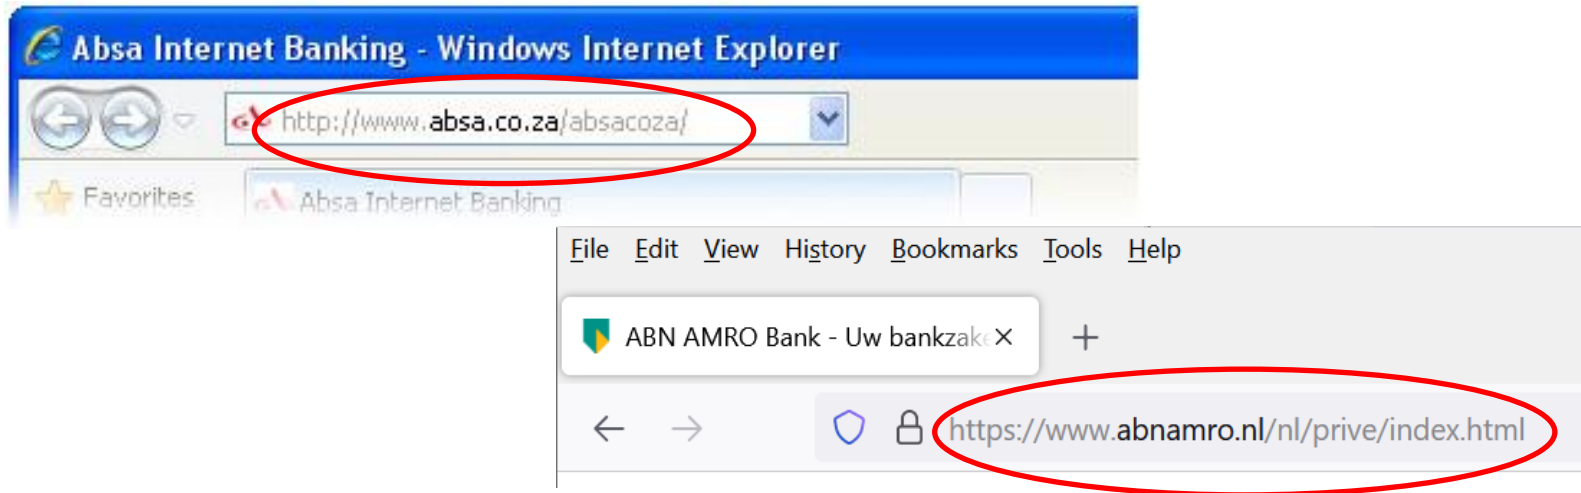 Absa Internet Banking - Windows Internet Explorer
http://www.absa.co.za/absacoza/
Favorites
Absa Internet Banking
File Edit View History Bookmarks Tools Help
ABN AMRO Bank - Uw bankzake
https://www.abnamro.nl/nl/prive/index.html